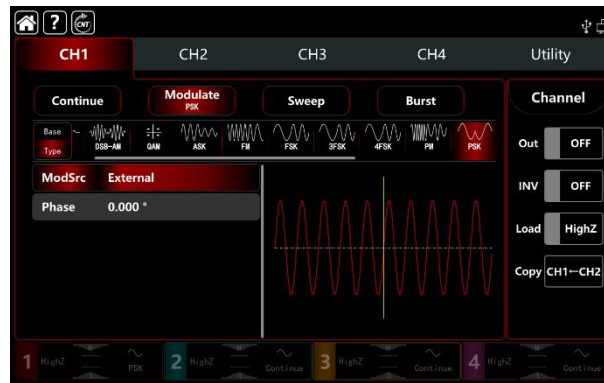 ? CNT
CH1 CH2 CH3 CH4 Utility
Continue Modulate Sweep Burst Channel
PSK
Base DSB-AM QAM ASK FM FSK 3FSK 4FSK PM PSK
Type
Out OFF
ModSrc External
INV OFF
Phase 0.000 °
Load HighZ
Copy CH1←CH2
1 HighZ PSK 2 HighZ Continue 3 HighZ Continue 4 HighZ Continue